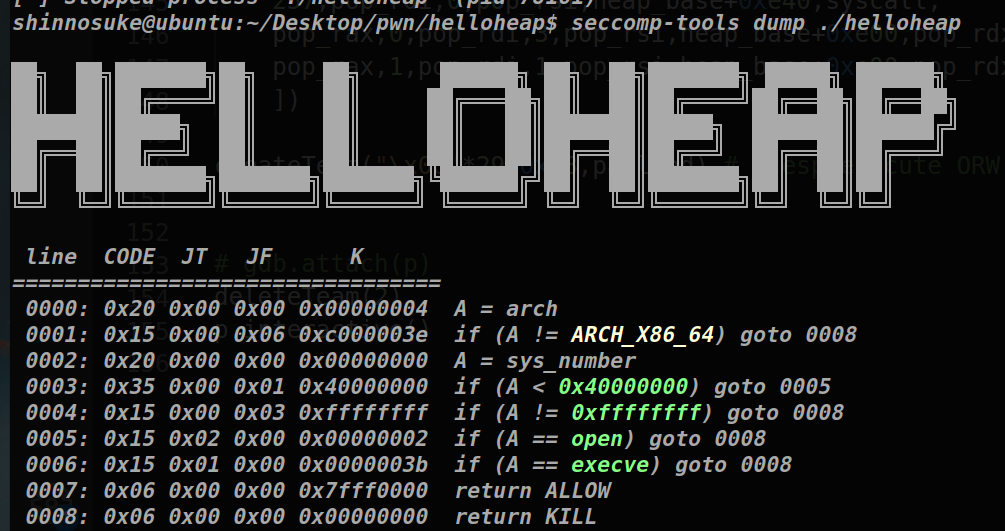 shinnosuke@ubuntu:~/Desktop/pwn/helloheap$ seccomp-tools dump ./helloheap
HELLOHEAP
line CODE JT JF K
=================================
0000: 0x20 0x00 0x00 0x00000004 A = arch
0001: 0x15 0x00 0x06 0xc000003e if (A != ARCH_X86_64) goto 0008
0002: 0x20 0x00 0x00 0x00000000 A = sys_number
0003: 0x35 0x00 0x01 0x40000000 if (A < 0x40000000) goto 0005
0004: 0x15 0x00 0x03 0xffffffff if (A != 0xffffffff) goto 0008
0005: 0x15 0x02 0x00 0x00000002 if (A == open) goto 0008
0006: 0x15 0x01 0x00 0x0000003b if (A == execve) goto 0008
0007: 0x06 0x00 0x00 0x7fff0000 return ALLOW
0008: 0x06 0x00 0x00 0x00000000 return KILL